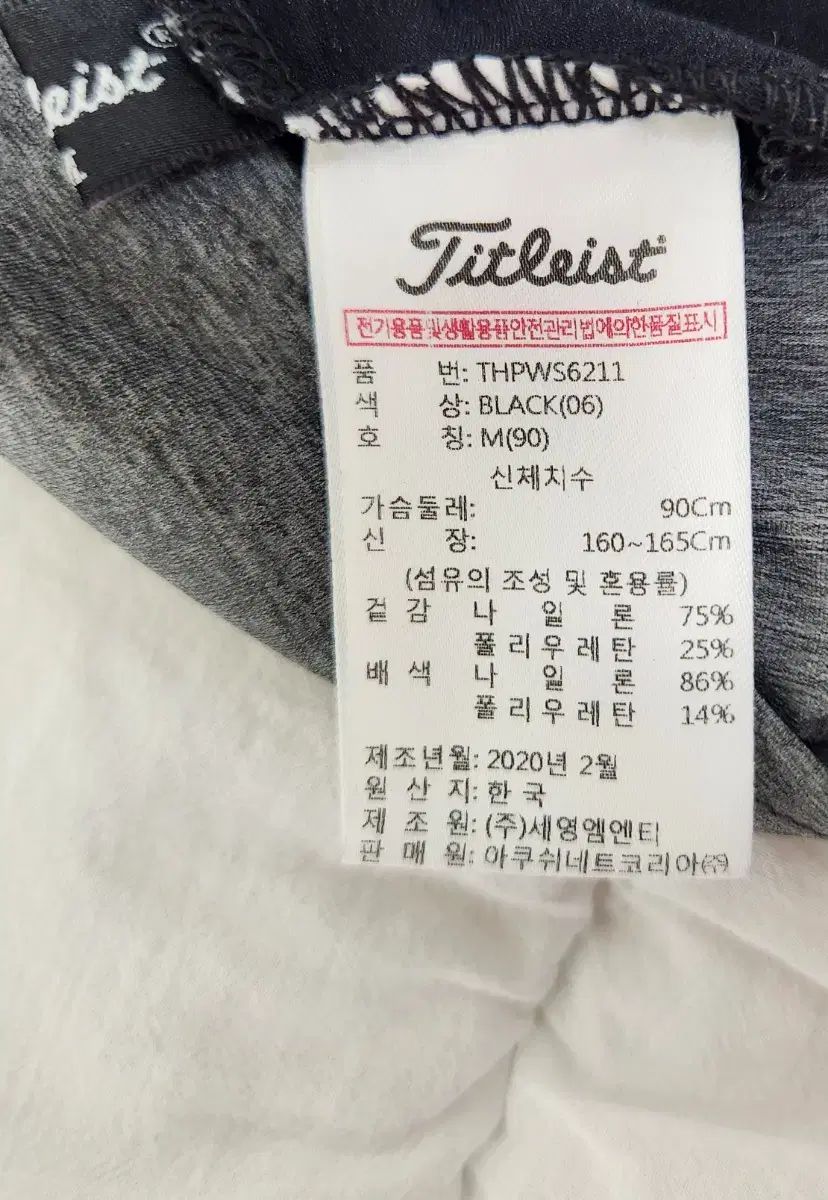 eist®
Titleist
전기용품및생활용품안전관리법에의한품질표시
품 번: THPWS6211
색 상: BLACK(06)
호 칭: M(90)
신체치수
가슴둘레: 90Cm
신 장: 160~165Cm
(섬유의 조성 및 혼용률)
겉 감 나 일 론 75%
폴 리 우 레 탄 25%
배 색 나 일 론 86%
폴 리 우 레 탄 14%
제조년월: 2020년 2월
원 산 지: 한 국
제 조 원: (주)세영엠엔티
판 매 원: 아쿠쉬네트코리아㈜